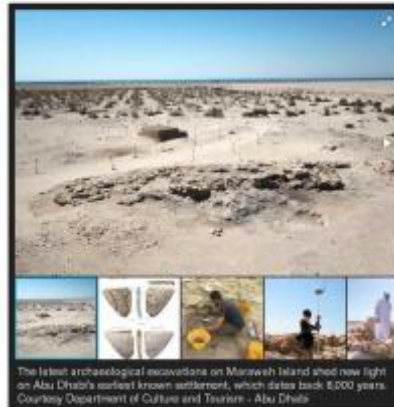 The latest archaeological excavations on Marawah Island shed new light
on Abu Dhabi's earliest known settlement, which dates back 8,000 years.
Courtesy Department of Culture and Tourism - Abu Dhabi